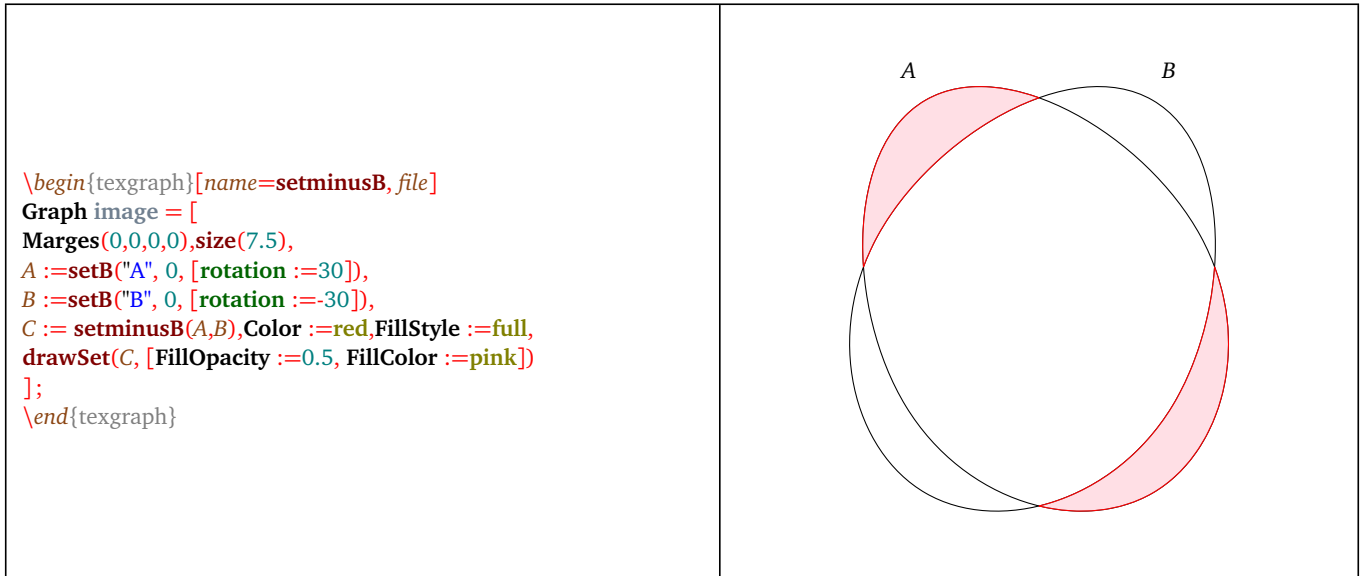 \begin{texgraph}[name=setminusB, file]
Graph image = [
Marges(0,0,0,0),size(7.5),
A :=setB("A", 0, [rotation :=30]),
B :=setB("B", 0, [rotation :=-30]),
C := setminusB(A,B),Color :=red,FillStyle :=full,
drawSet(C, [FillOpacity :=0.5, FillColor :=pink])
];
\end{texgraph}
A
B